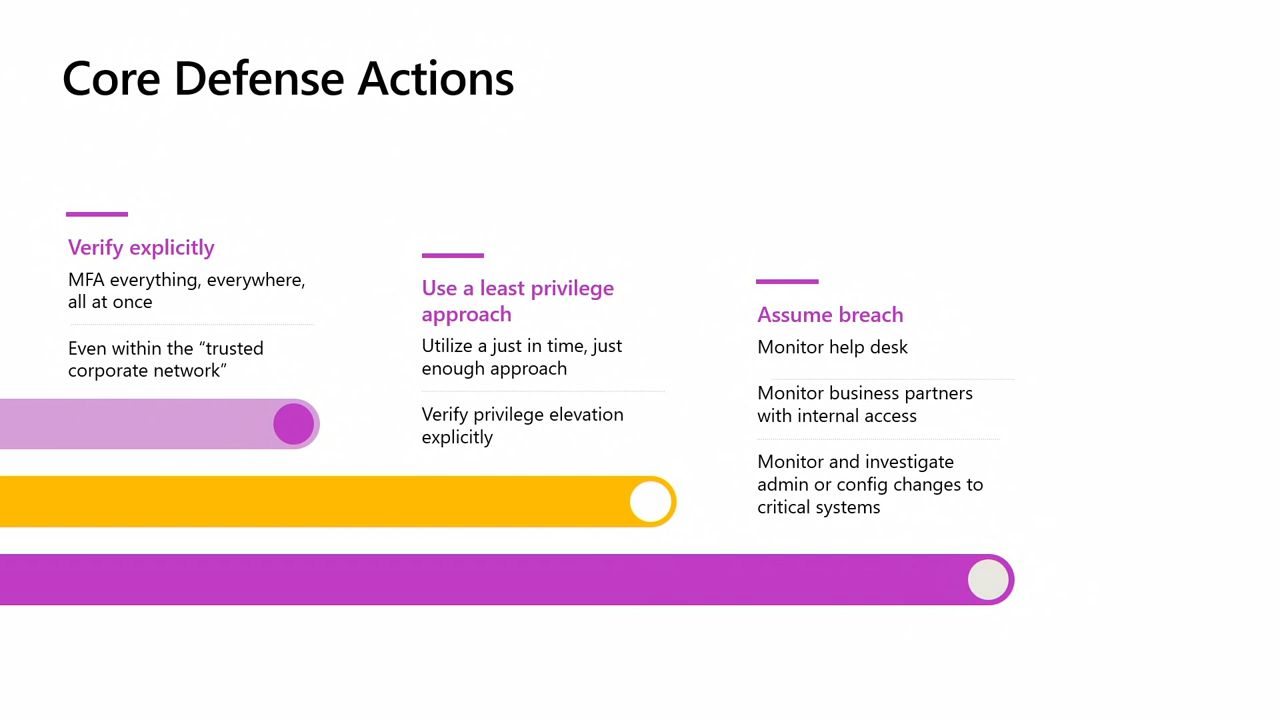 Core Defense Actions
Verify explicitly
MFA everything, everywhere,
all at once
Even within the “trusted
corporate network”
Use a least privilege
approach
Utilize a just in time, just
enough approach
Verify privilege elevation
explicitly
Assume breach
Monitor help desk
Monitor business partners
with internal access
Monitor and investigate
admin or config changes to
critical systems